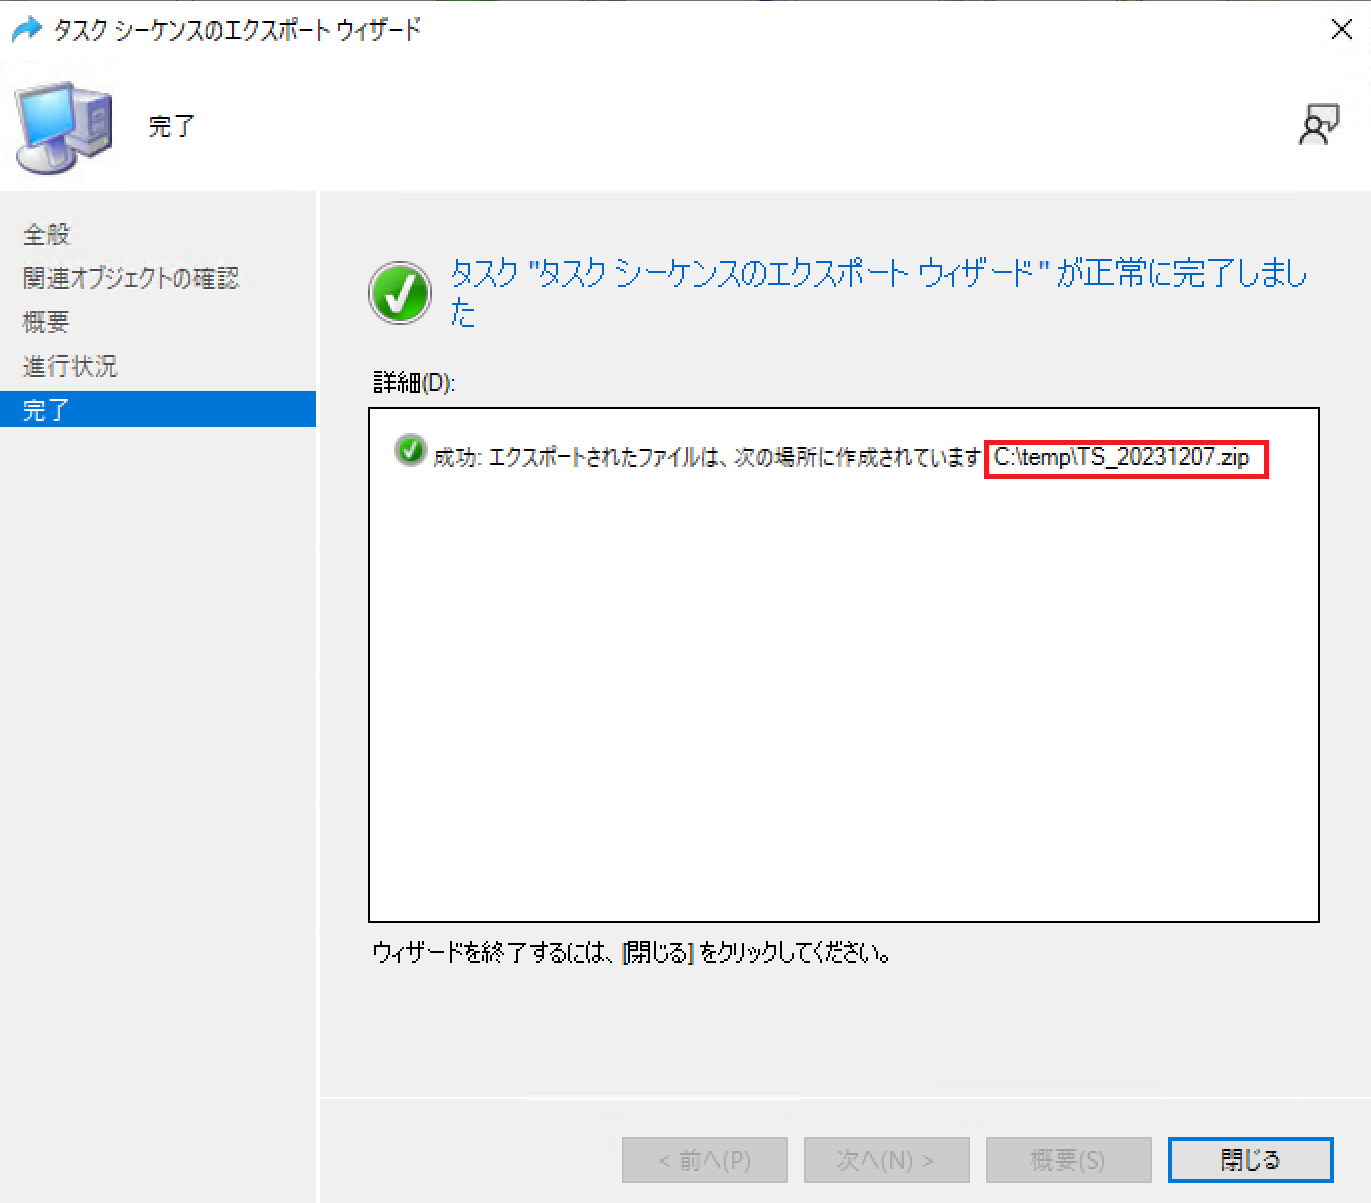 タスク シーケンスのエクスポート ウィザード
完了
全般
関連オブジェクトの確認
概要
進行状況
完了
タスク "タスク シーケンスのエクスポート ウィザード" が正常に完了しまし
た
詳細(D):
成功: エクスポートされたファイルは、次の場所に作成されています C:\temp\TS_20231207.zip
ウィザードを終了するには、[閉じる] をクリックしてください。
< 前へ(P)
次へ(N) >
概要(S)
閉じる